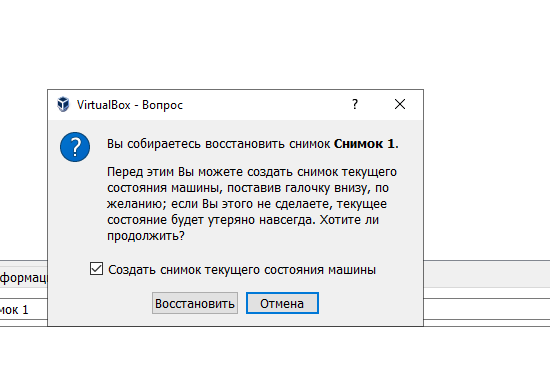 VirtualBox - Вопрос
?
Вы собираетесь восстановить снимок Снимок 1.
Перед этим Вы можете создать снимок текущего
состояния машины, поставив галочку внизу, по
желанию; если Вы этого не сделаете, текущее
состояние будет утеряно навсегда. Хотите ли
продолжить?
формаци
Создать снимок текущего состояния машины
мок 1
Восстановить Отмена